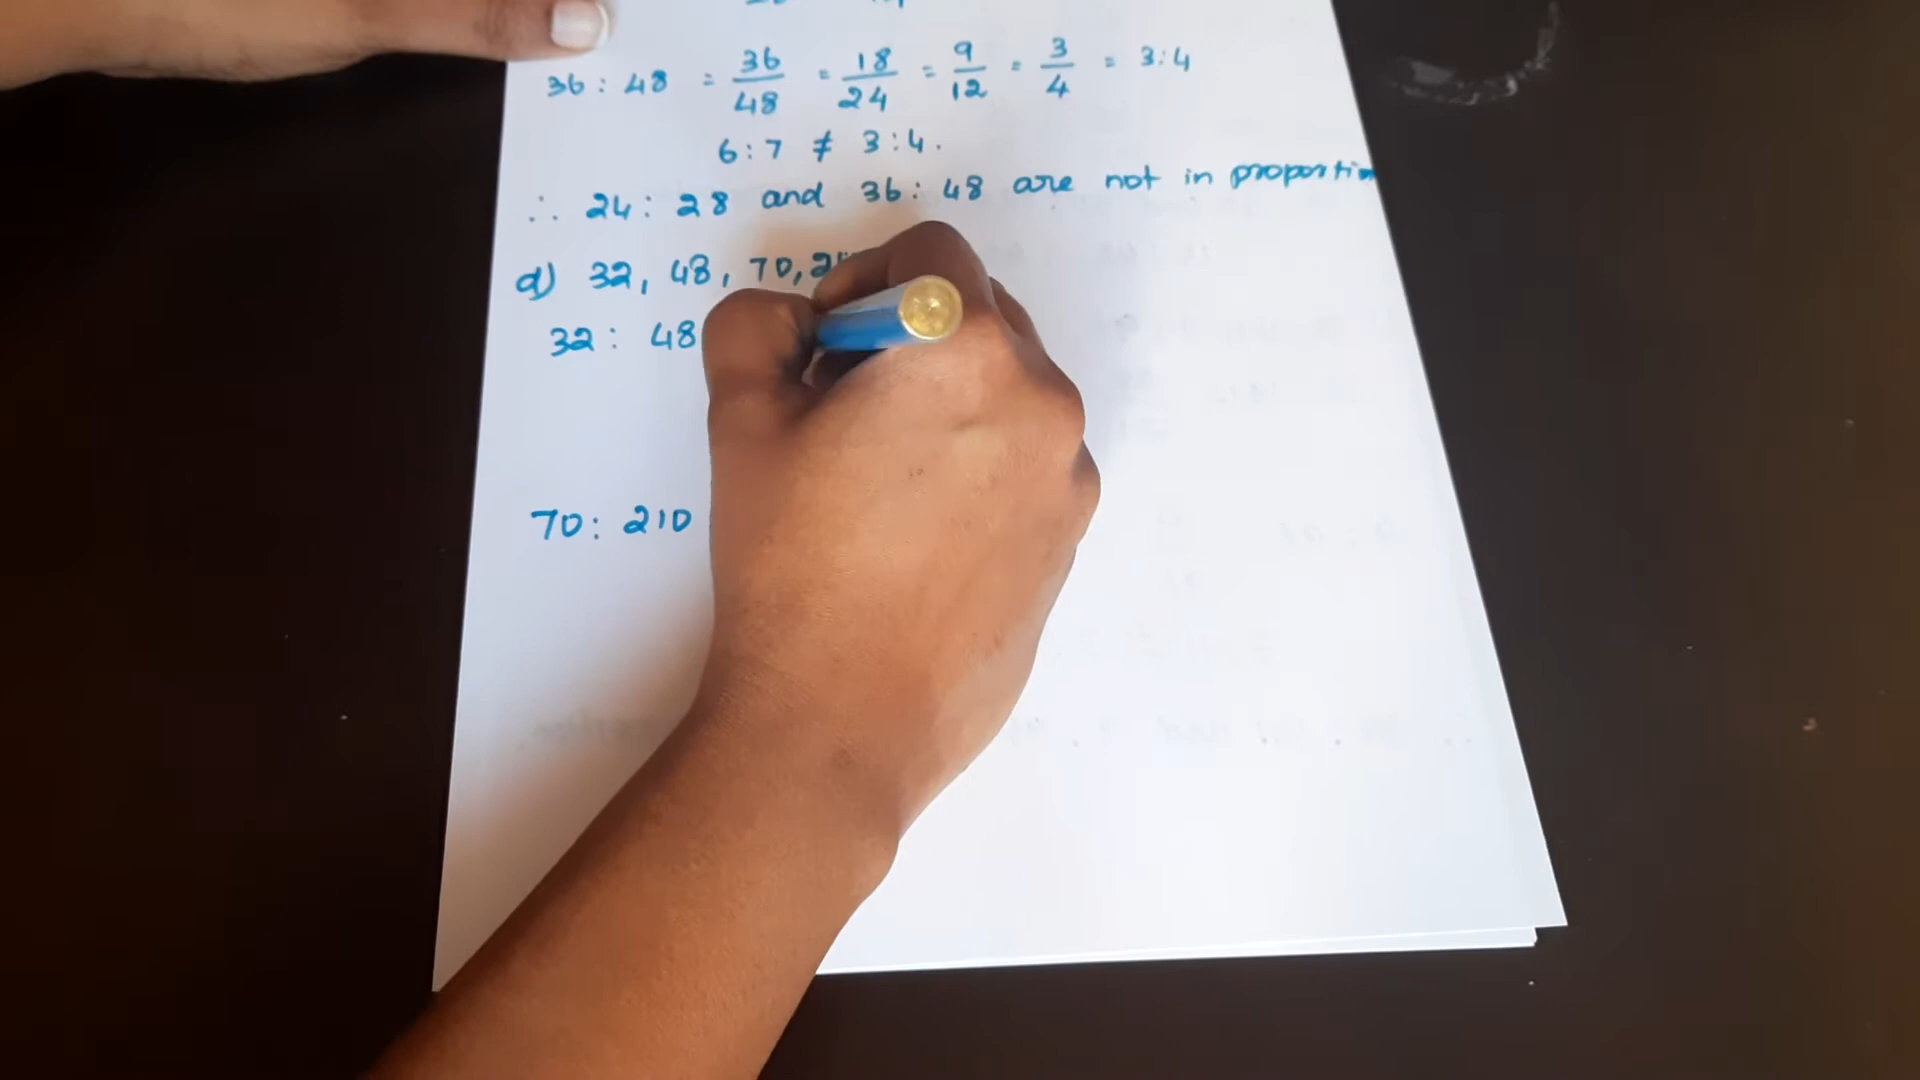 36 : 48 = 36/48 = 18/24 = 9/12 = 3/4 = 3:4
6:7 ≠ 3:4.
∴ 24 : 28 and 36 : 48 are not in proportion
d) 32, 48, 70,
32 : 48
70 : 210